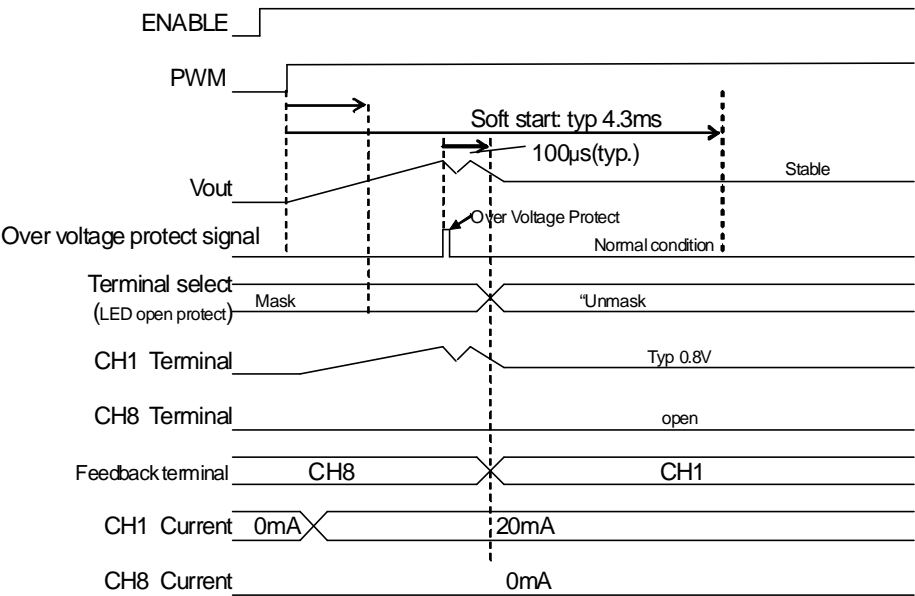 ENABLE
PWM
Soft start: typ 4.3ms
100µs(typ.)
Stable
Vout
Over Voltage Protect
Over voltage protect signal
Normal condition
Terminal select
(LED open protect)
Mask
“Unmask
CH1 Terminal
Typ 0.8V
CH8 Terminal
open
Feedback terminal
CH8
CH1
CH1 Current
0mA
20mA
CH8 Current
0mA